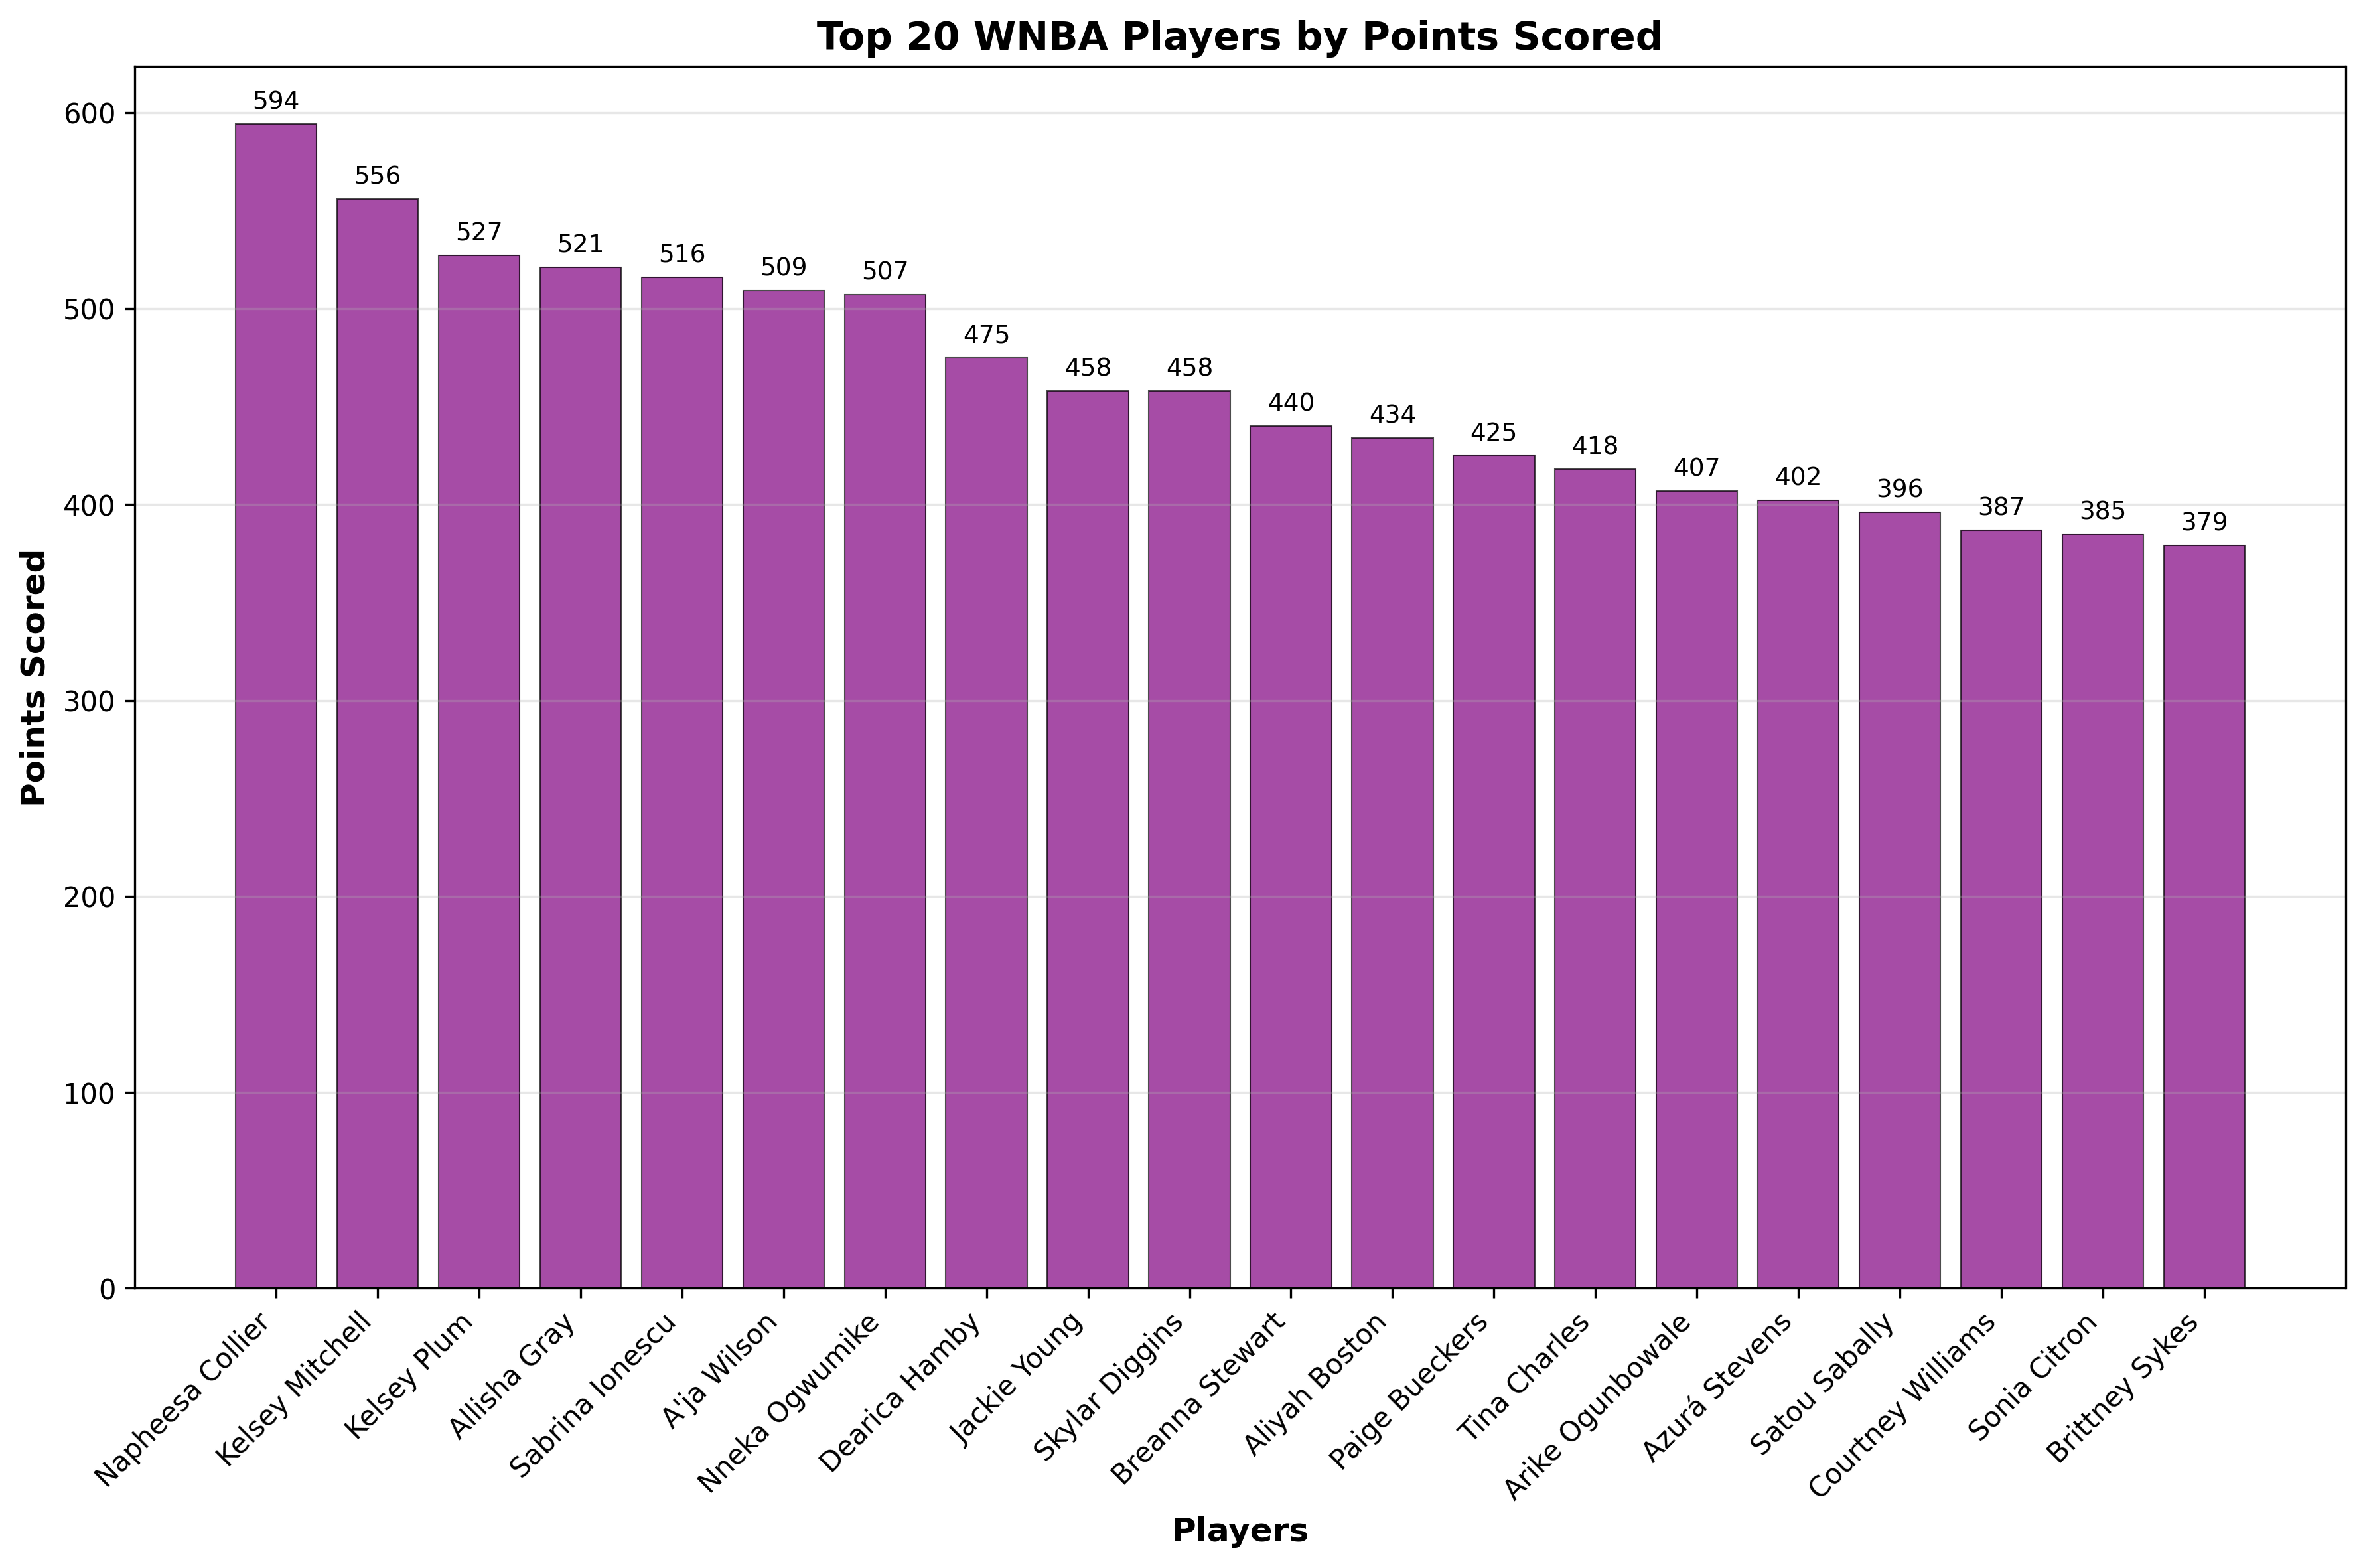 Top 20 WNBA Players by Points Scored
Points Scored
600
500
400
300
200
100
0
594
556
527
521
516
509
507
475
458
458
440
434
425
418
407
402
396
387
385
379
Napheesa Collier
Kelsey Mitchell
Kelsey Plum
Allisha Gray
Sabrina Ionescu
A'ja Wilson
Nneka Ogwumike
Dearica Hamby
Jackie Young
Skylar Diggins
Breanna Stewart
Aliyah Boston
Paige Bueckers
Tina Charles
Arike Ogunbowale
Azurá Stevens
Satou Sabally
Courtney Williams
Sonia Citron
Brittney Sykes
Players